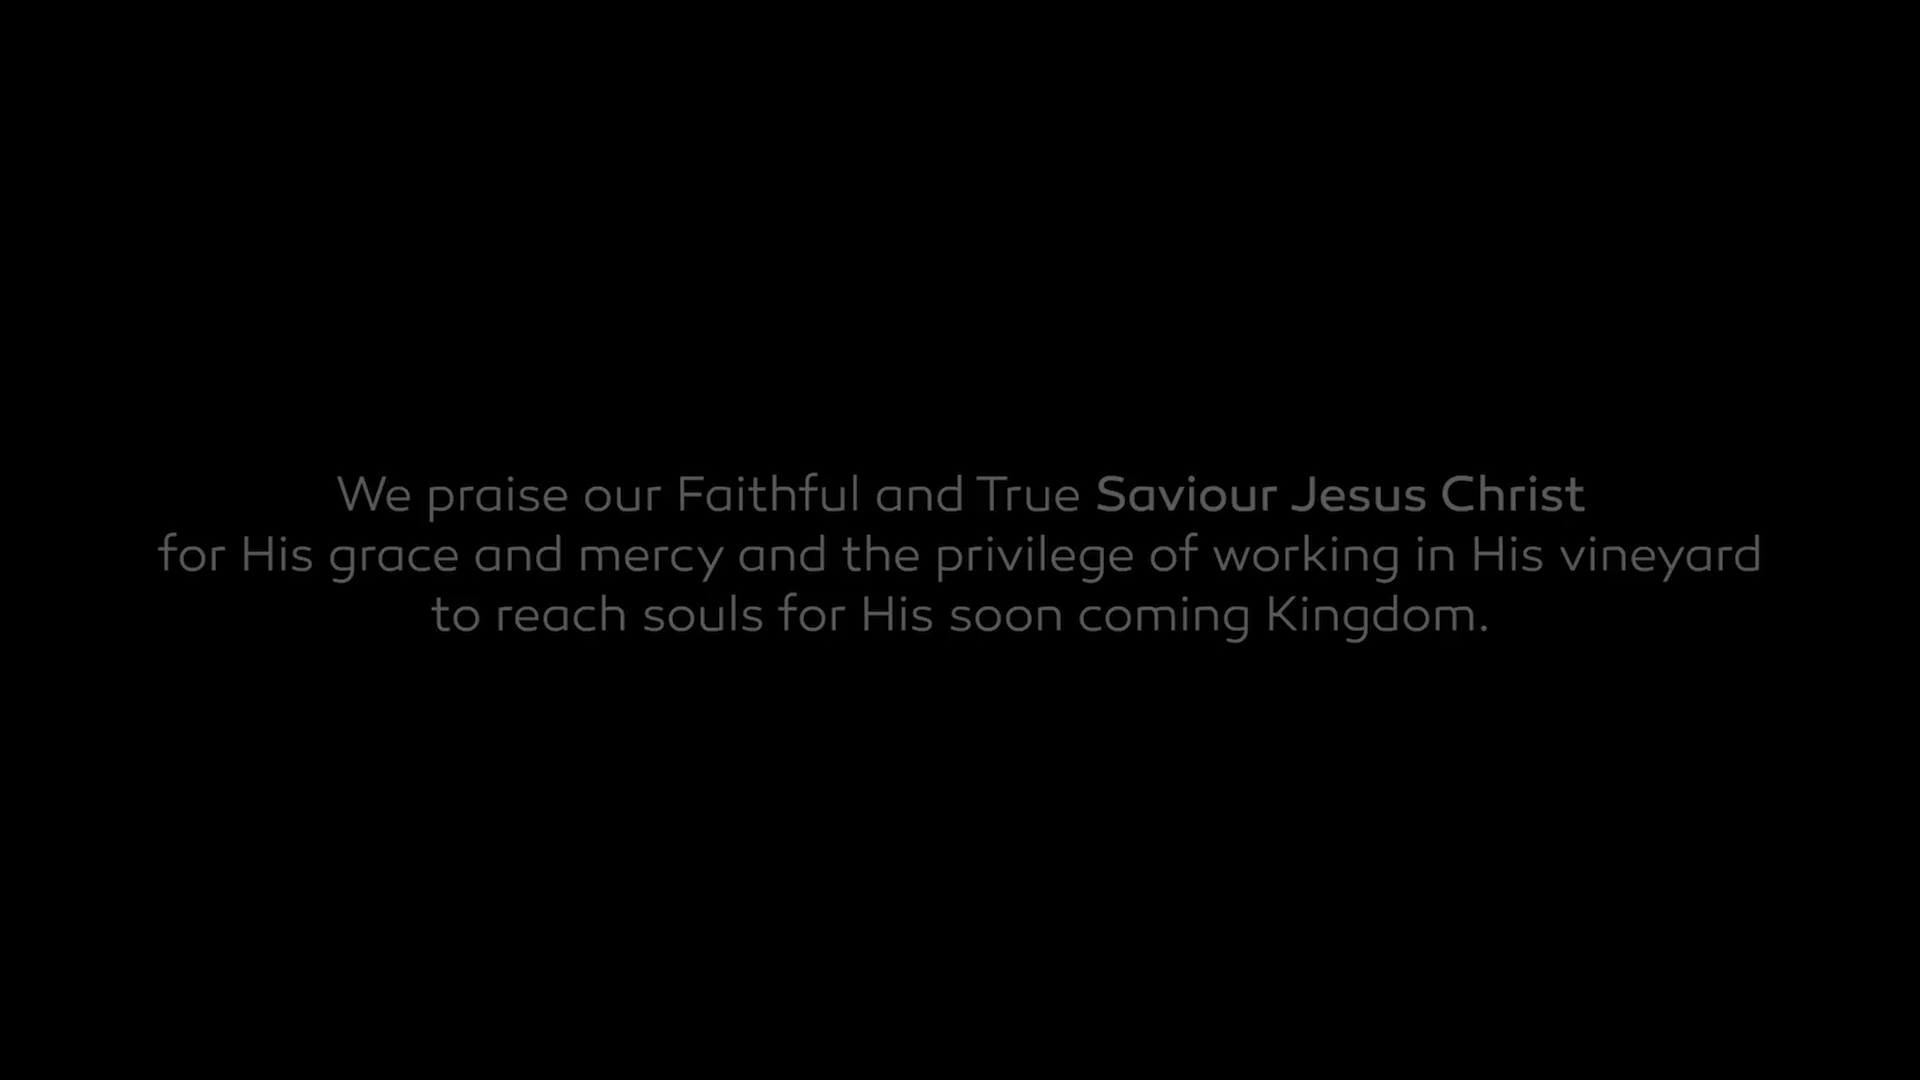 We praise our Faithful and True Saviour Jesus Christ
for His grace and mercy and the privilege of working in His vineyard
to reach souls for His soon coming Kingdom.